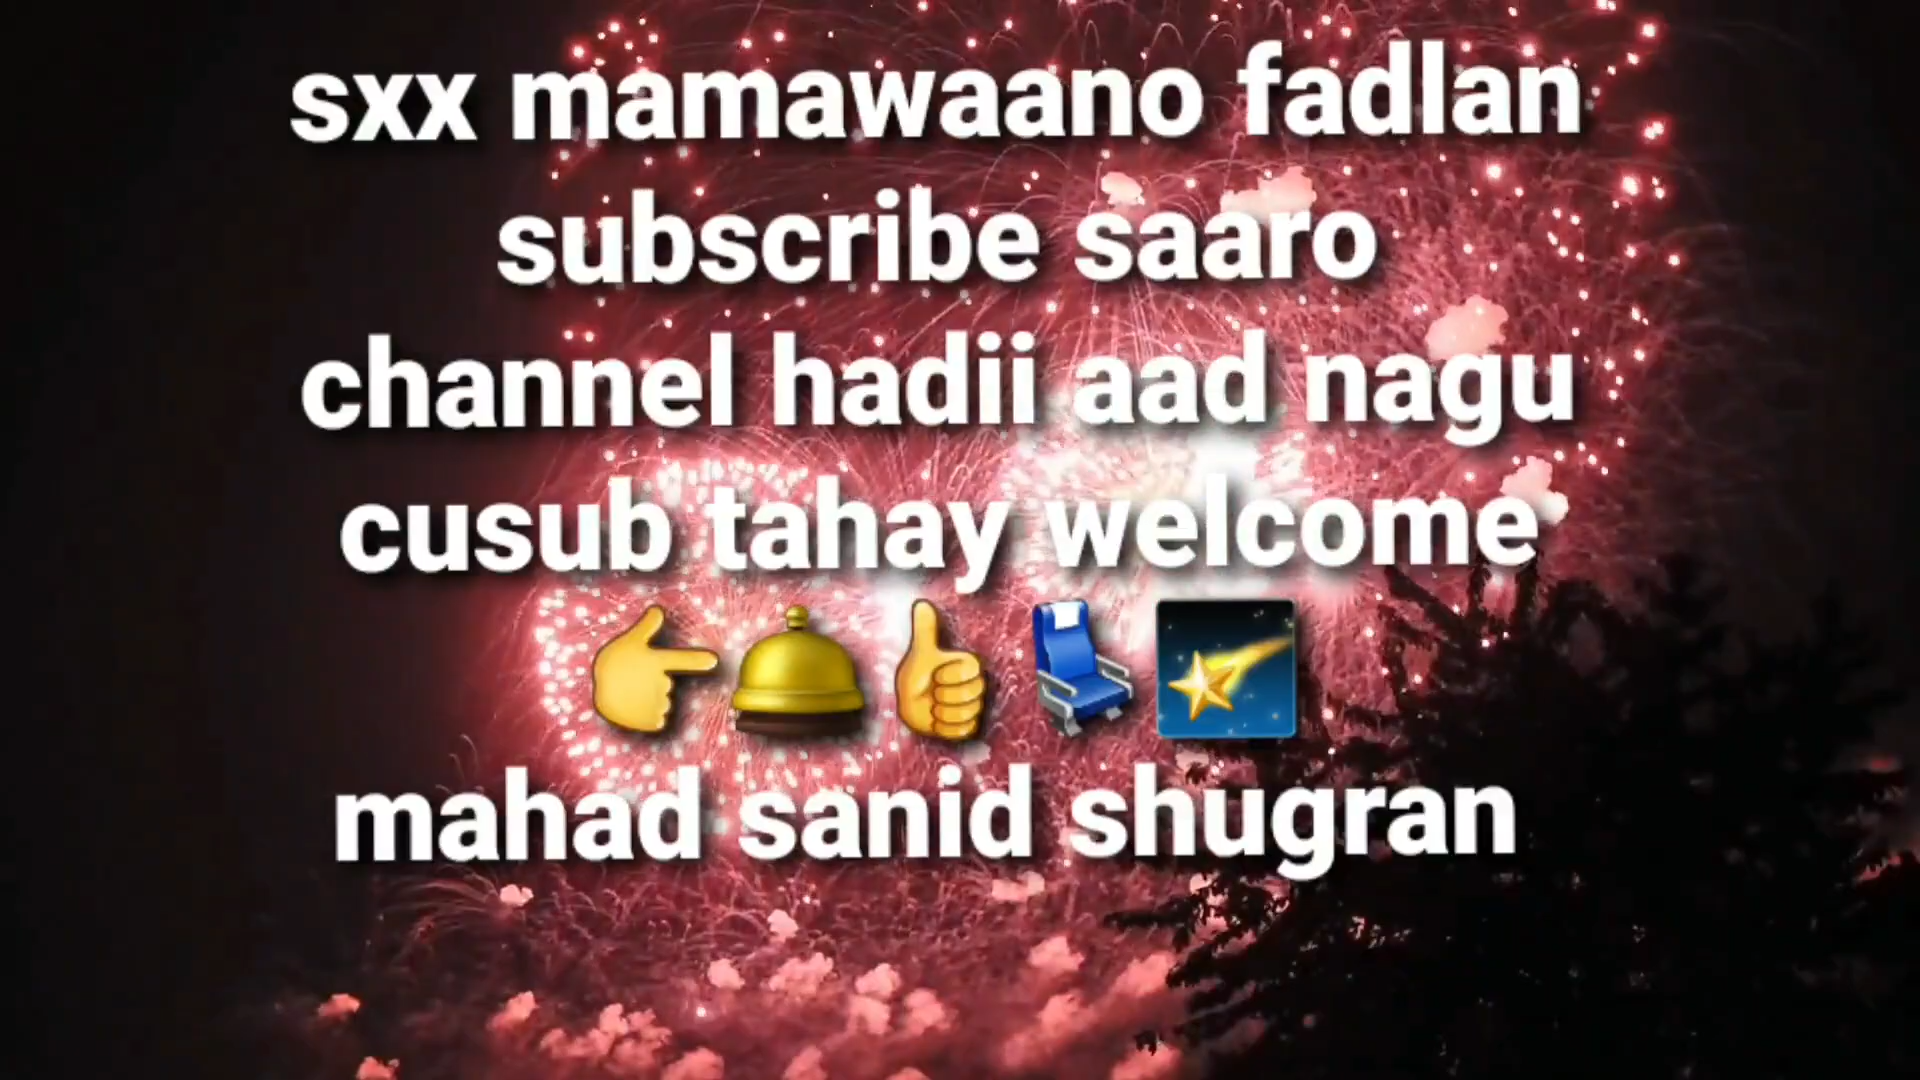 sxx mamawaano fadlan
subscribe saaro
channel hadii aad nagu
cusub tahay welcome
👉🛎👍💺🌠
mahad sanid shugran